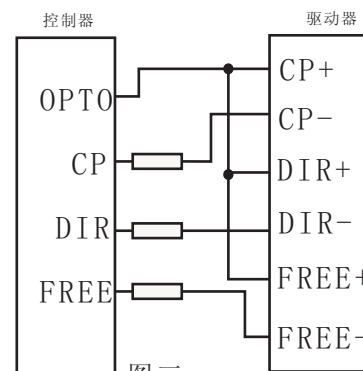 控制器
驱动器
OPTO
CP
DIR
FREE
CP+
CP-
DIR+
DIR-
FREE+
FREE-